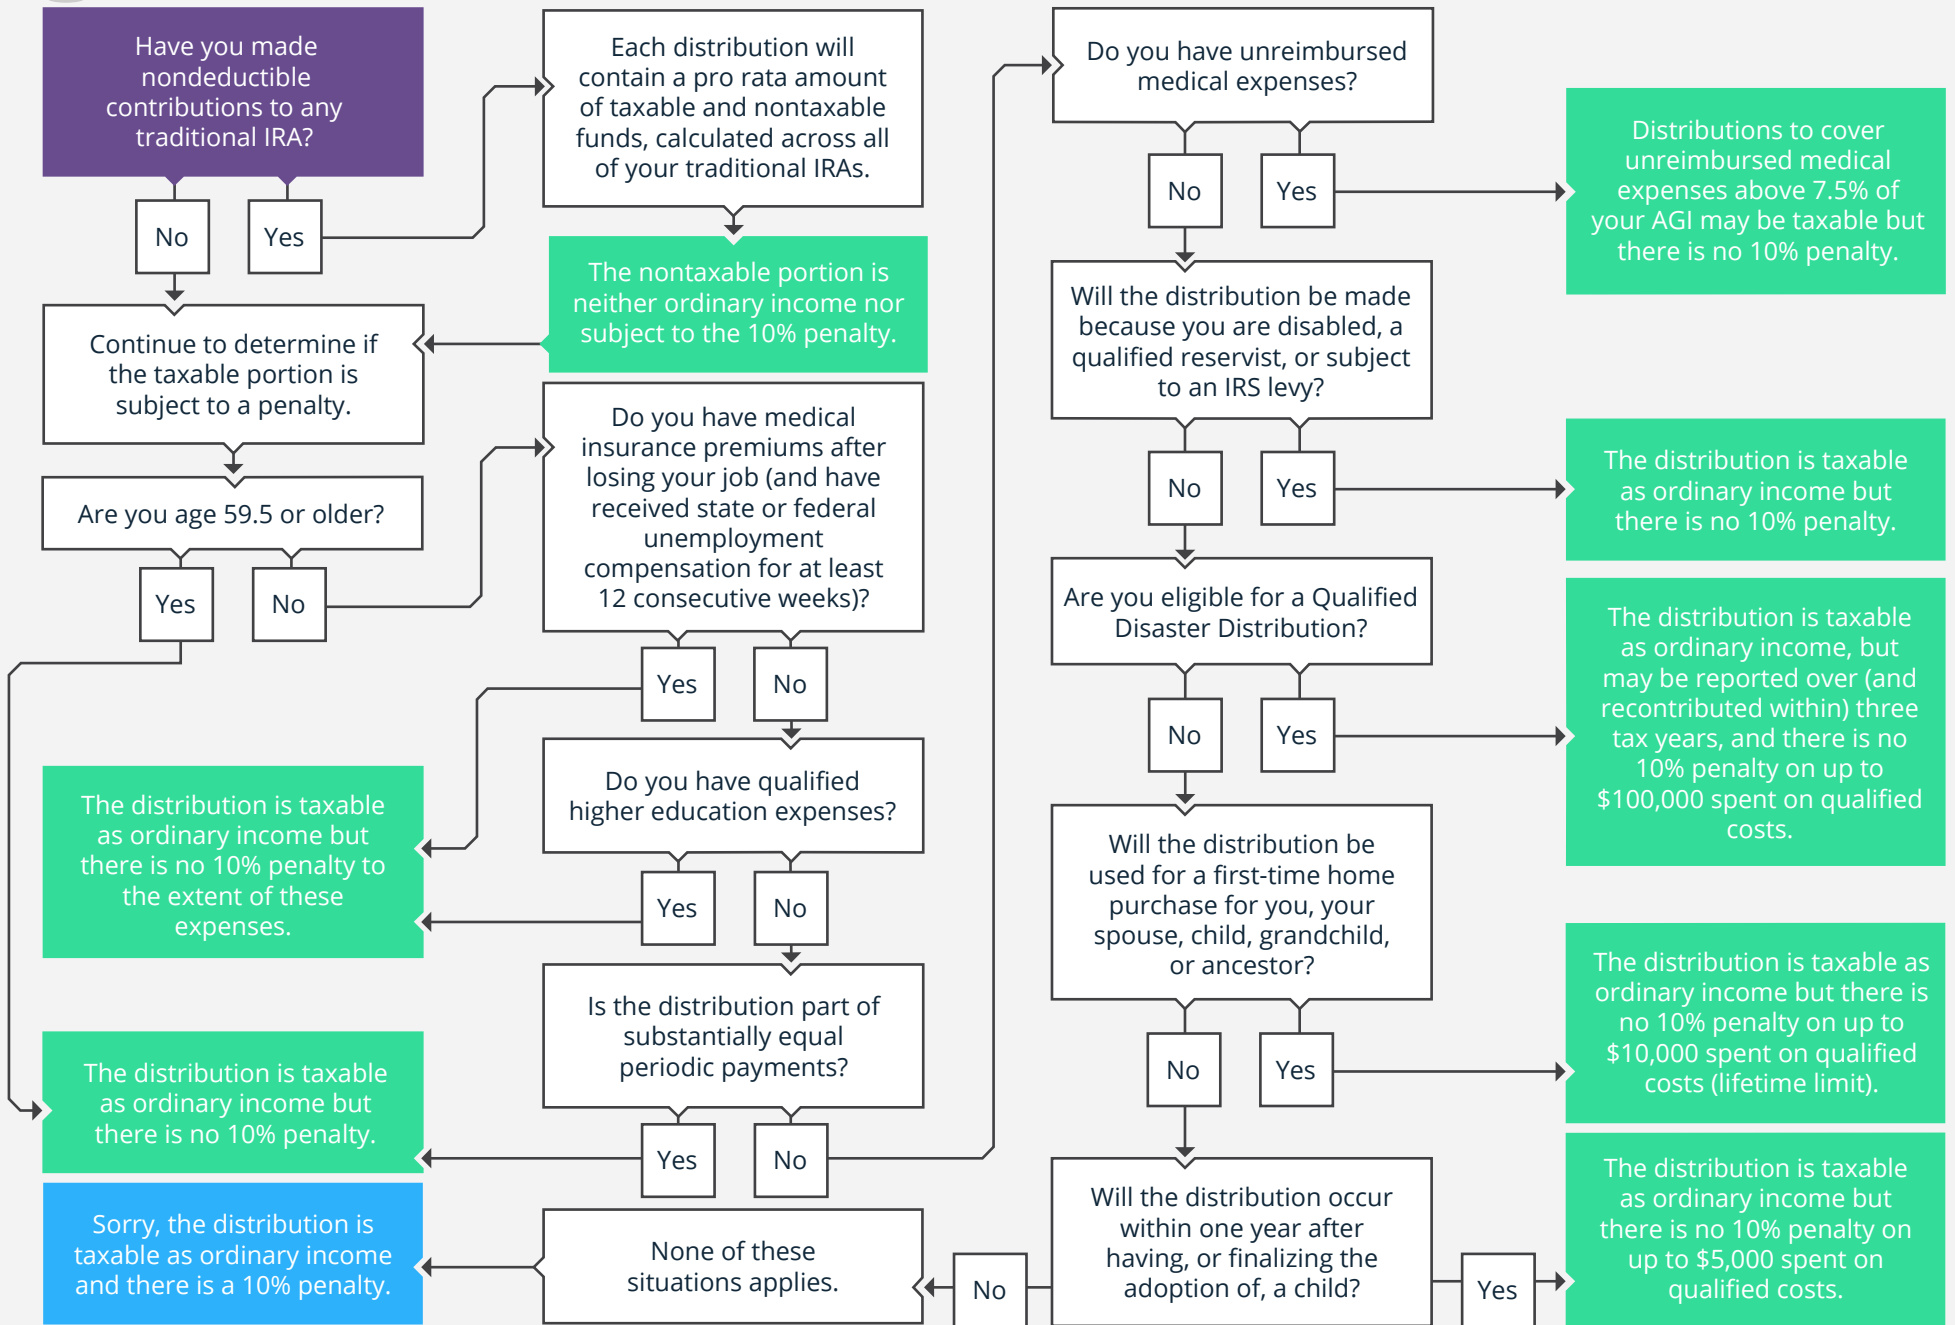 Have you made
nondeductible
contributions to any
traditional IRA?
No
Yes
Each distribution will
contain a pro rata amount
of taxable and nontaxable
funds, calculated across all
of your traditional IRAs.
The nontaxable portion is
neither ordinary income nor
subject to the 10% penalty.
Continue to determine if
the taxable portion is
subject to a penalty.
Are you age 59.5 or older?
Yes
No
Do you have medical
insurance premiums after
losing your job (and have
received state or federal
unemployment
compensation for at least
12 consecutive weeks)?
Yes
No
Do you have qualified
higher education expenses?
Yes
No
The distribution is taxable
as ordinary income but
there is no 10% penalty to
the extent of these
expenses.
Is the distribution part of
substantially equal
periodic payments?
Yes
No
The distribution is taxable
as ordinary income but
there is no 10% penalty.
Do you have unreimbursed
medical expenses?
No
Yes
Distributions to cover
unreimbursed medical
expenses above 7.5% of
your AGI may be taxable but
there is no 10% penalty.
Will the distribution be made
because you are disabled, a
qualified reservist, or subject
to an IRS levy?
No
Yes
The distribution is taxable
as ordinary income but
there is no 10% penalty.
Are you eligible for a Qualified
Disaster Distribution?
No
Yes
The distribution is taxable
as ordinary income, but
may be reported over (and
recontributed within) three
tax years, and there is no
10% penalty on up to
$100,000 spent on qualified
costs.
Will the distribution be
used for a first-time home
purchase for you, your
spouse, child, grandchild,
or ancestor?
No
Yes
The distribution is taxable as
ordinary income but there is
no 10% penalty on up to
$10,000 spent on qualified
costs (lifetime limit).
Will the distribution occur
within one year after
having, or finalizing the
adoption of, a child?
No
Yes
The distribution is taxable
as ordinary income but
there is no 10% penalty on
up to $5,000 spent on
qualified costs.
None of these
situations applies.
Sorry, the distribution is
taxable as ordinary income
and there is a 10% penalty.